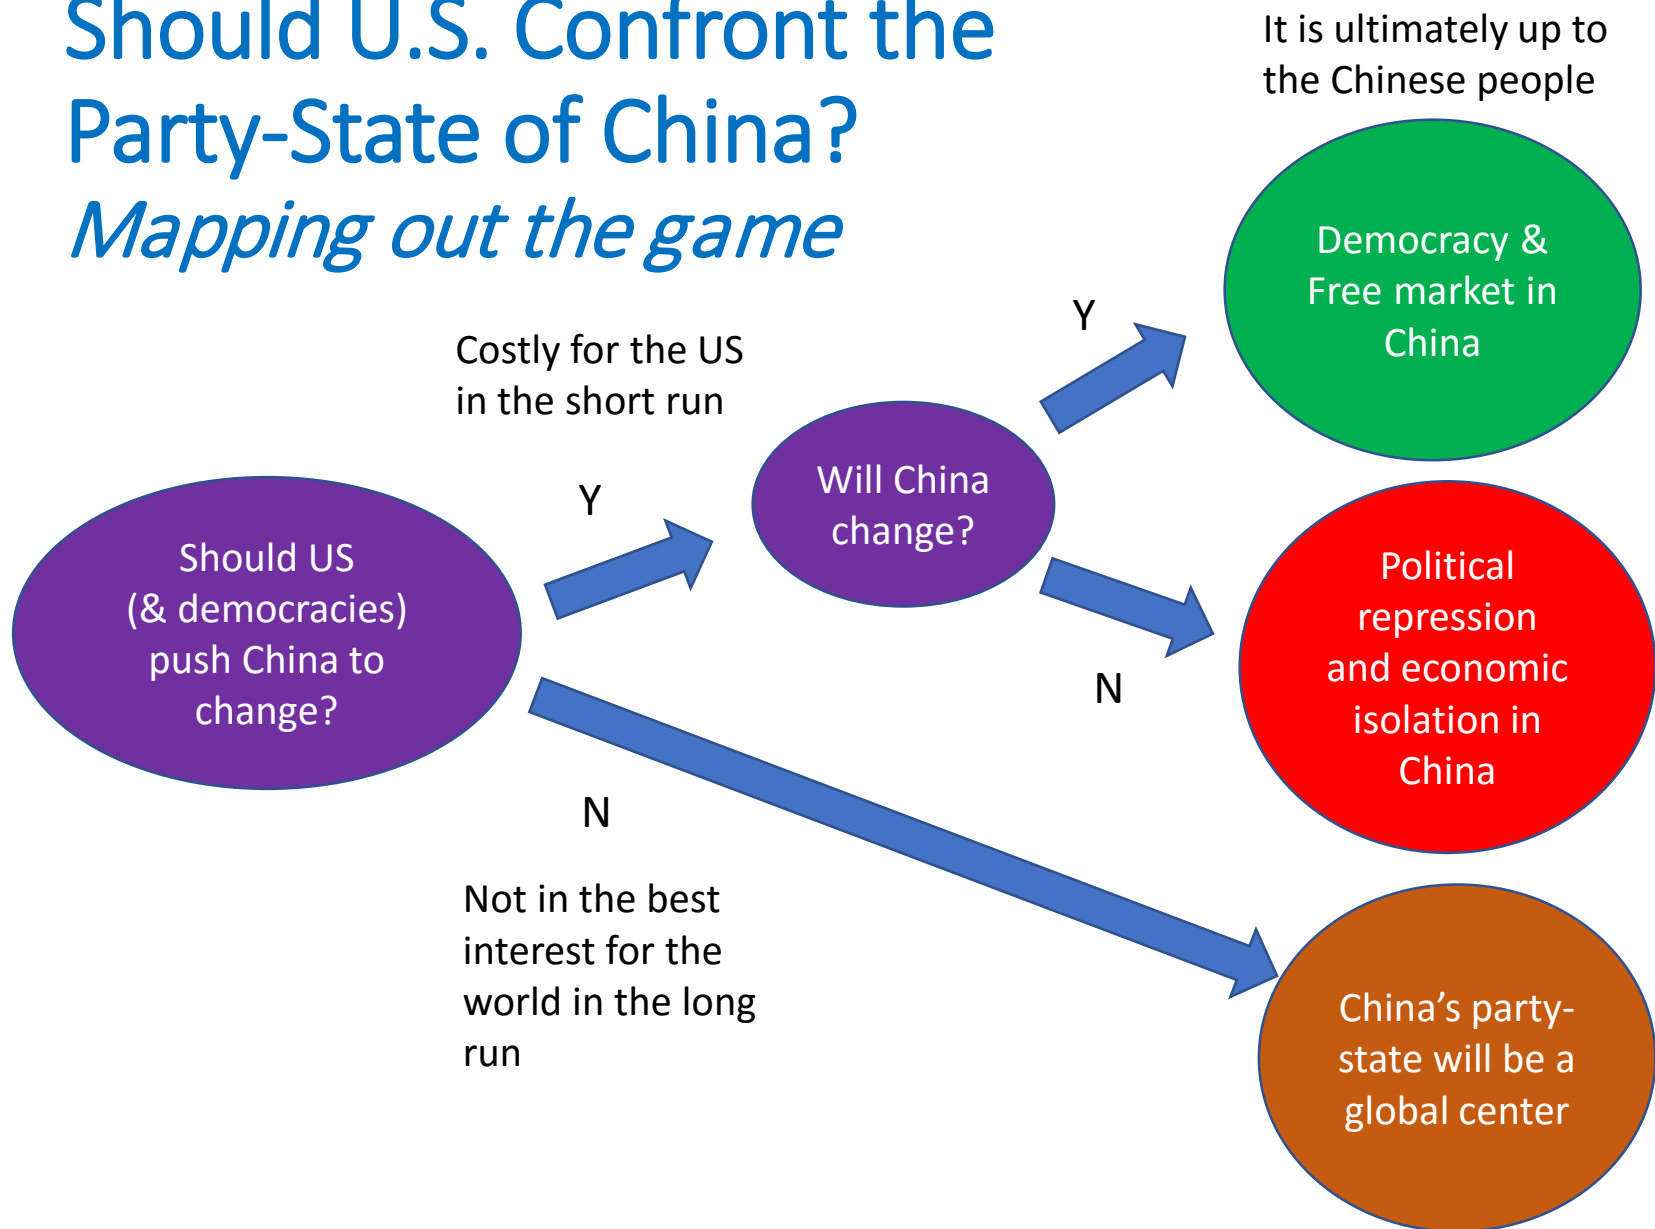 Should U.S. Confront the
Party-State of China?
Mapping out the game
It is ultimately up to
the Chinese people
Democracy &
Free market in
China
Y
Costly for the US
in the short run
Y
Will China
change?
Should US
(& democracies)
push China to
change?
N
Political
repression
and economic
isolation in
China
N
Not in the best
interest for the
world in the long
run
China’s party-
state will be a
global center